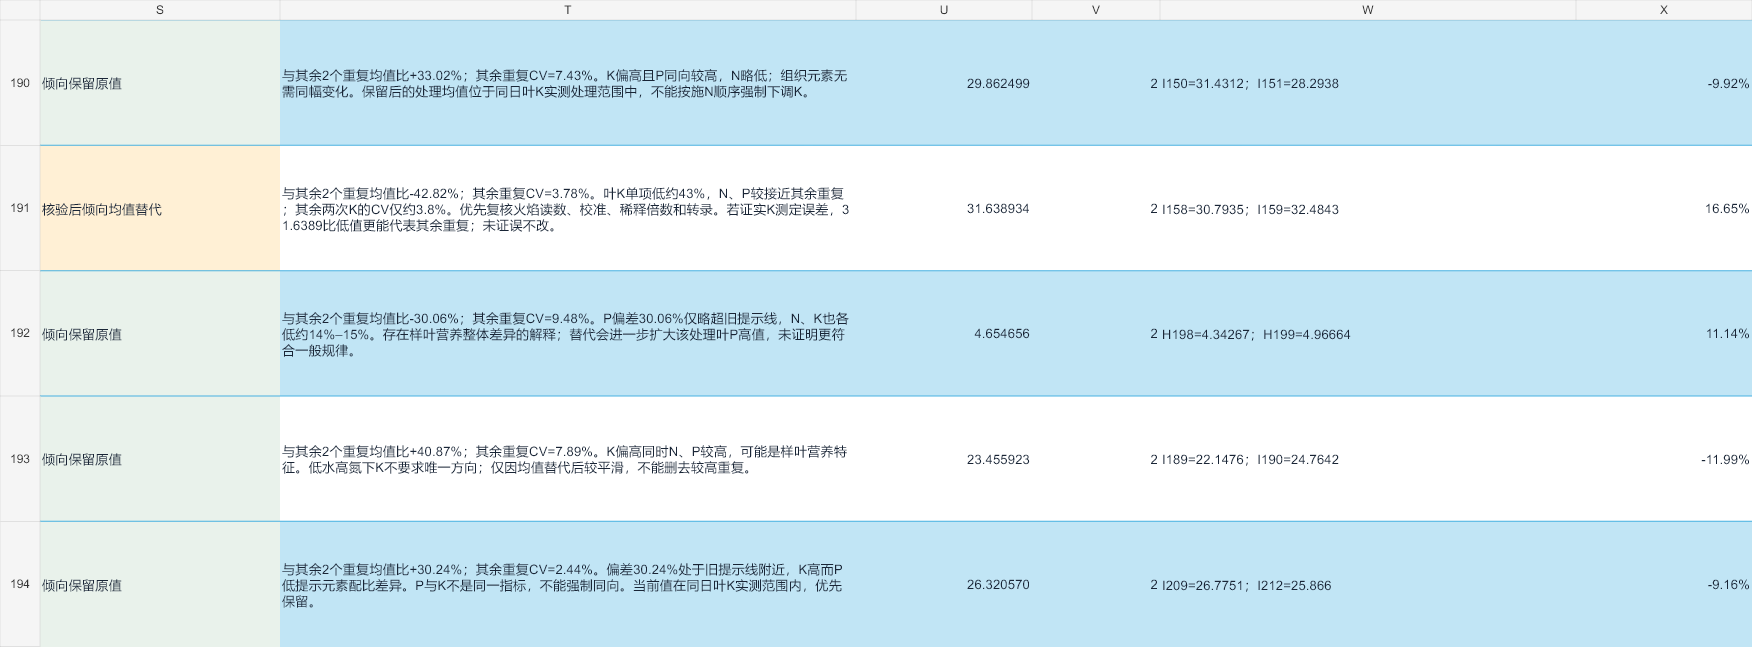 S T U V W X
190 倾向保留原值 与其余2个重复均值比+33.02%；其余重复CV=7.43%。K偏高且P同向较高，N略低；组织元素无
需同幅变化。保留后的处理均值位于同日叶K实测处理范围中，不能按施N顺序强制下调K。 29.862499 2 I150=31.4312；I151=28.2938 -9.92%
191 核验后倾向均值替代 与其余2个重复均值比-42.82%；其余重复CV=3.78%。叶K单项低约43%，N、P较接近其余重复
；其余两次K的CV仅约3.8%。优先复核火焰读数、校准、稀释倍数和转录。若证实K测定误差，3
1.6389比低值更能代表其余重复；未证误不改。 31.638934 2 I158=30.7935；I159=32.4843 16.65%
192 倾向保留原值 与其余2个重复均值比-30.06%；其余重复CV=9.48%。P偏差30.06%仅略超旧提示线，N、K也各
低约14%–15%。存在样叶营养整体差异的解释；替代会进一步扩大该处理叶P高值，未证明更符
合一般规律。 4.654656 2 H198=4.34267；H199=4.96664 11.14%
193 倾向保留原值 与其余2个重复均值比+40.87%；其余重复CV=7.89%。K偏高同时N、P较高，可能是样叶营养特
征。低水高氮下K不要求唯一方向；仅因均值替代后较平滑，不能删去较高重复。 23.455923 2 I189=22.1476；I190=24.7642 -11.99%
194 倾向保留原值 与其余2个重复均值比+30.24%；其余重复CV=2.44%。偏差30.24%处于旧提示线附近，K高而P
低提示元素配比差异。P与K不是同一指标，不能强制同向。当前值在同日叶K实测范围内，优先
保留。 26.320570 2 I209=26.7751；I212=25.866 -9.16%